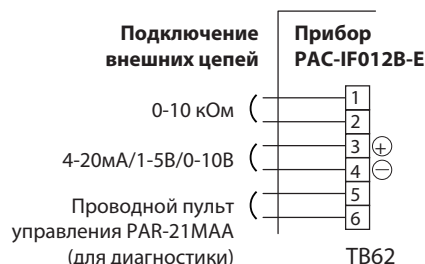 Подключение
внешних цепей
Прибор
PAC-IF012B-E
0-10 кОм
1
2
4-20мА/1-5В/0-10В
3 +
4 −
Проводной пульт
управления PAR-21MAA
(для диагностики)
5
6
TB62